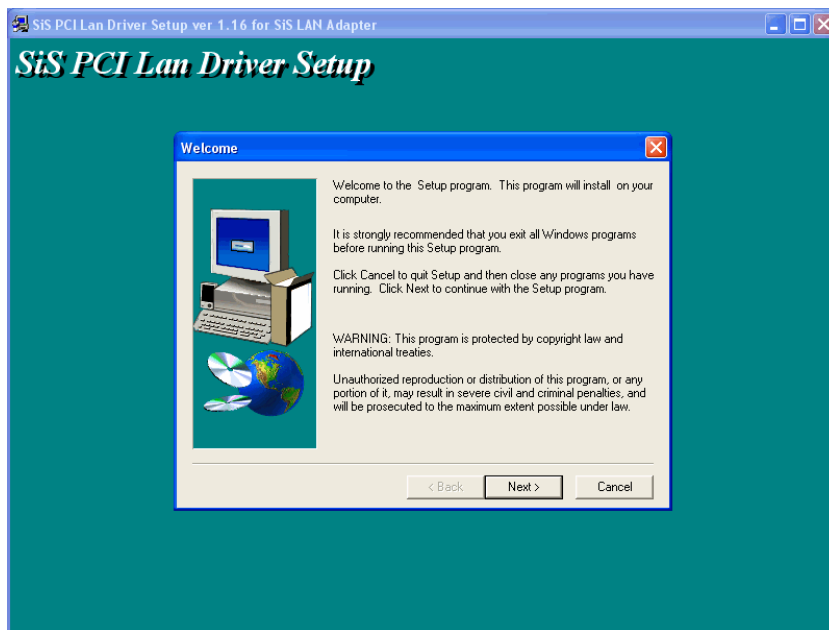 SiS PCI Lan Driver Setup ver 1.16 for SiS LAN Adapter
SiS PCI Lan Driver Setup
Welcome
Welcome to the Setup program. This program will install on your
computer.
It is strongly recommended that you exit all Windows programs
before running this Setup program.
Click Cancel to quit Setup and then close any programs you have
running. Click Next to continue with the Setup program.
WARNING: This program is protected by copyright law and
international treaties.
Unauthorized reproduction or distribution of this program, or any
portion of it, may result in severe civil and criminal penalties, and
will be prosecuted to the maximum extent possible under law.
< Back
Next >
Cancel